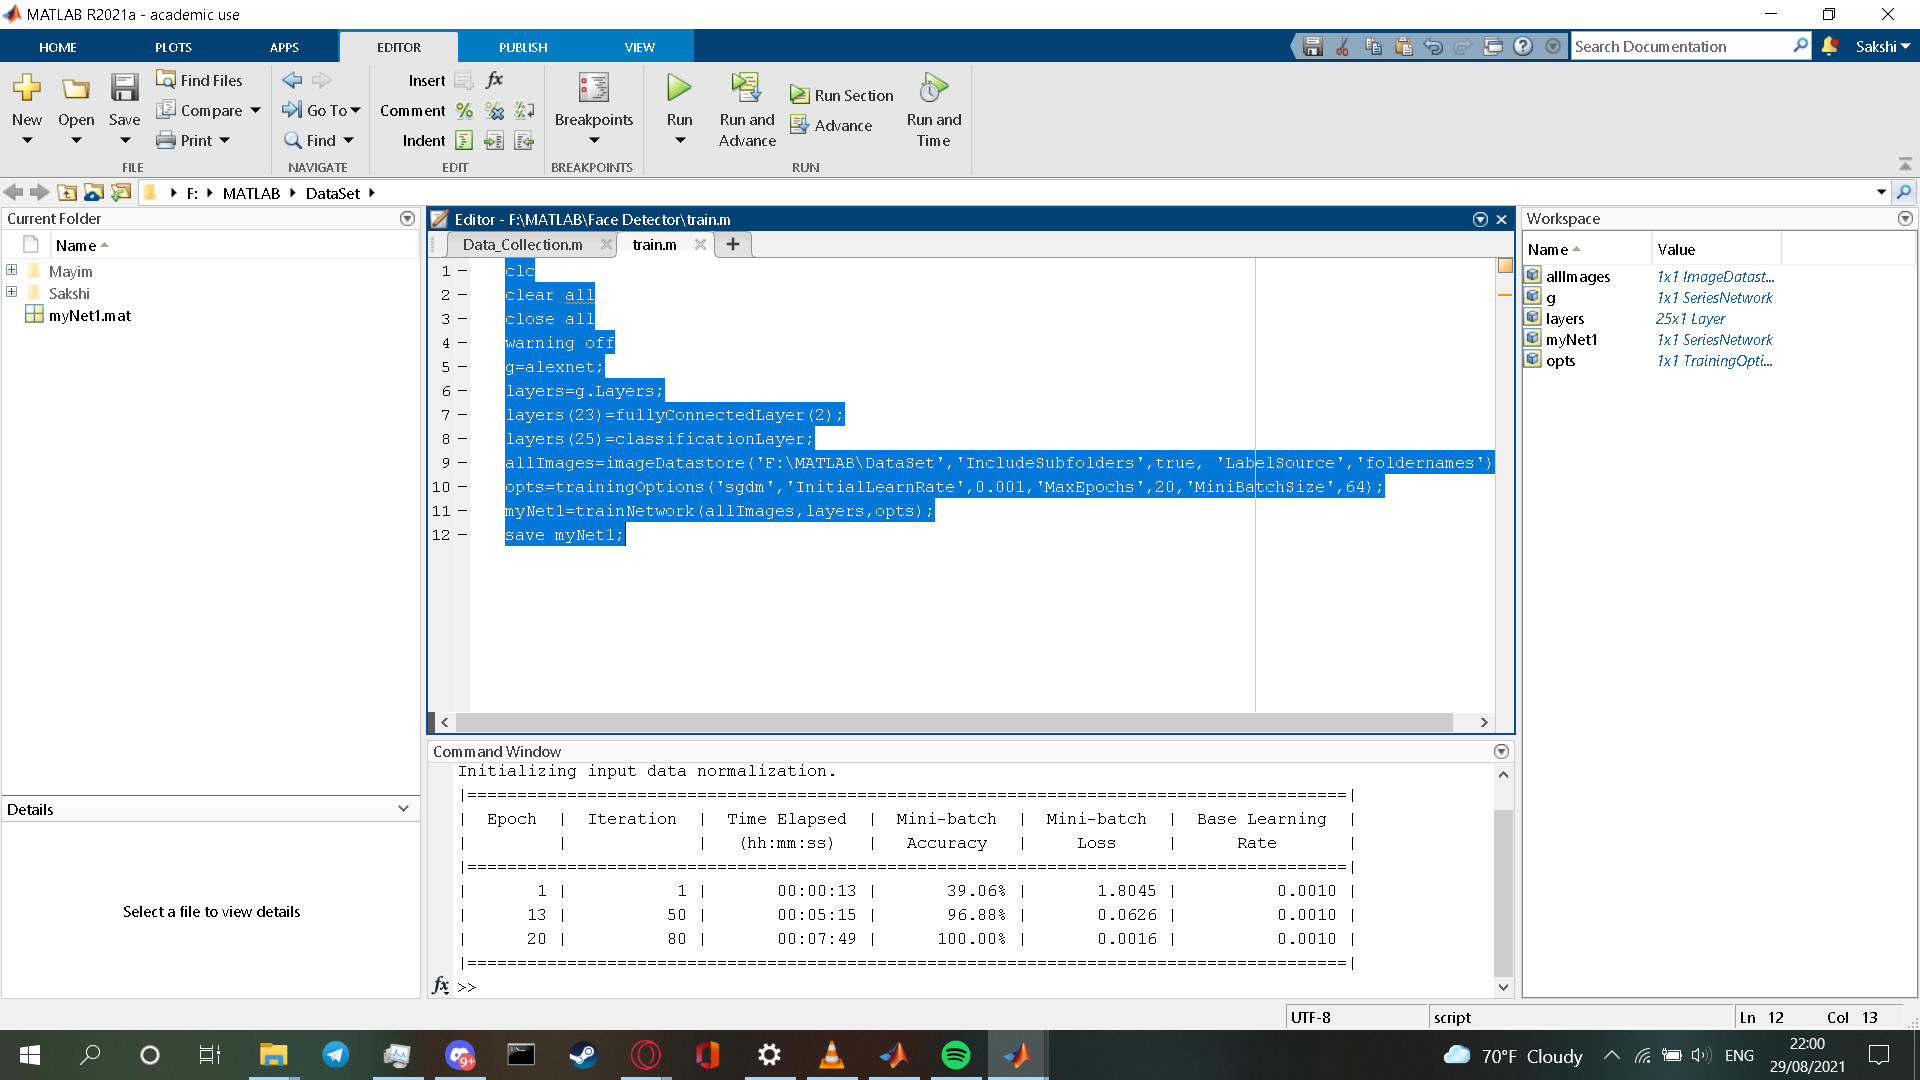 MATLAB R2021a - academic use
HOME PLOTS APPS EDITOR PUBLISH VIEW
Search Documentation
Sakshi
New Open Save
Find Files
Compare
Print
FILE
Go To
Find
NAVIGATE
Insert fx
Comment
Indent
EDIT
Breakpoints
BREAKPOINTS
Run
Run and Advance
Run Section
Advance
Run and Time
RUN
F: MATLAB DataSet
Current Folder
Name
Mayim
Sakshi
myNet1.mat
Details
Select a file to view details
Editor - F:\MATLAB\Face Detector\train.m
Data_Collection.m train.m
1 clc
2 clear all
3 close all
4 warning off
5 g=alexnet;
6 layers=g.Layers;
7 layers(23)=fullyConnectedLayer(2);
8 layers(25)=classificationLayer;
9 allImages=imageDatastore('F:\MATLAB\DataSet','IncludeSubfolders',true, 'LabelSource','foldernames')
10 opts=trainingOptions('sgdm','InitialLearnRate',0.001,'MaxEpochs',20,'MiniBatchSize',64);
11 myNet1=trainNetwork(allImages,layers,opts);
12 save myNet1;
Command Window
Initializing input data normalization.
|========================================================================================|
| Epoch | Iteration | Time Elapsed | Mini-batch | Mini-batch | Base Learning |
| | | (hh:mm:ss) | Accuracy | Loss | Rate |
|========================================================================================|
| 1 | 1 | 00:00:13 | 39.06% | 1.8045 | 0.0010 |
| 13 | 50 | 00:05:15 | 96.88% | 0.0626 | 0.0010 |
| 20 | 80 | 00:07:49 | 100.00% | 0.0016 | 0.0010 |
|========================================================================================|
fx >>
Workspace
Name Value
allImages 1x1 ImageDatast...
g 1x1 SeriesNetwork
layers 25x1 Layer
myNet1 1x1 SeriesNetwork
opts 1x1 TrainingOpti...
UTF-8 script Ln 12 Col 13
9+
70°F Cloudy
ENG
22:00
29/08/2021